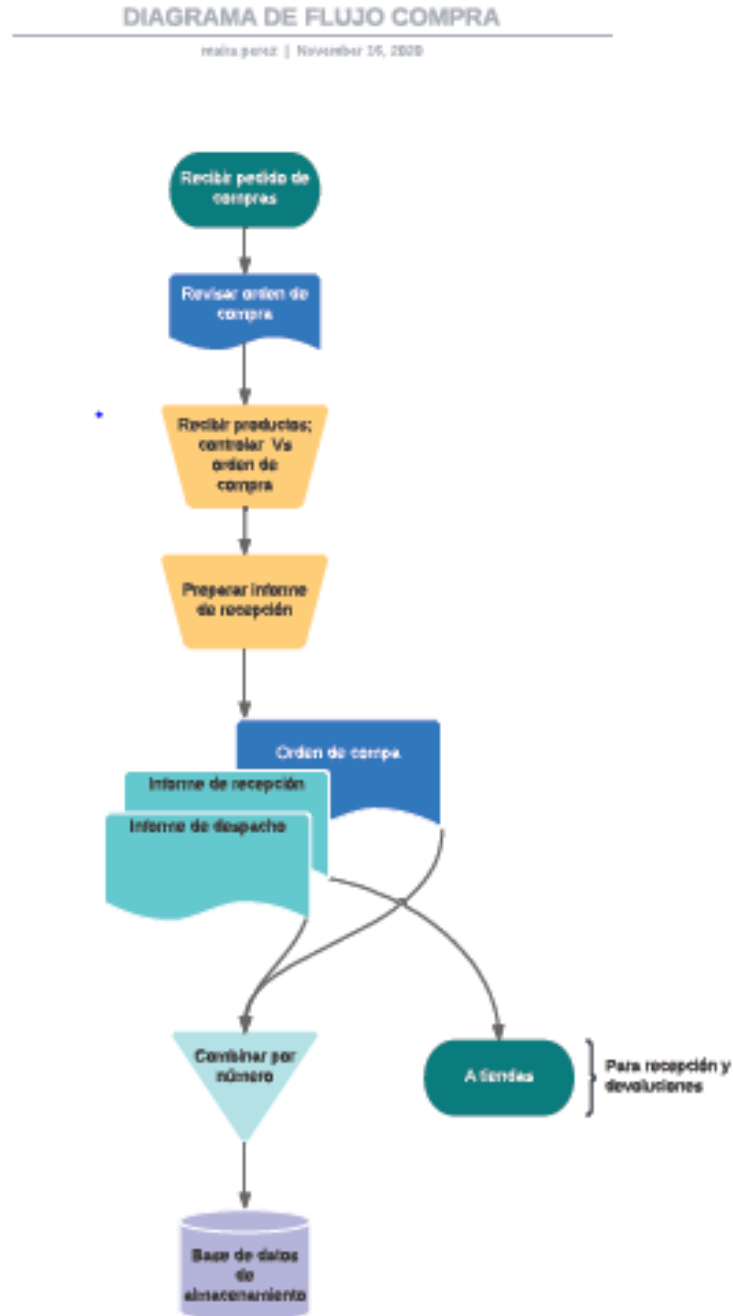 DIAGRAMA DE FLUJO COMPRA
maira perez | November 16, 2020
Recibir pedido de
compras
Revisar orden de
compra
Recibir productos;
controlar Vs
orden de
compra
Preparar informe
de recepción
Orden de compa
Informe de recepción
Informe de despacho
Combinar por
número
A tiendas
Para recepción y
devoluciones
Base de datos
de
almacenamiento